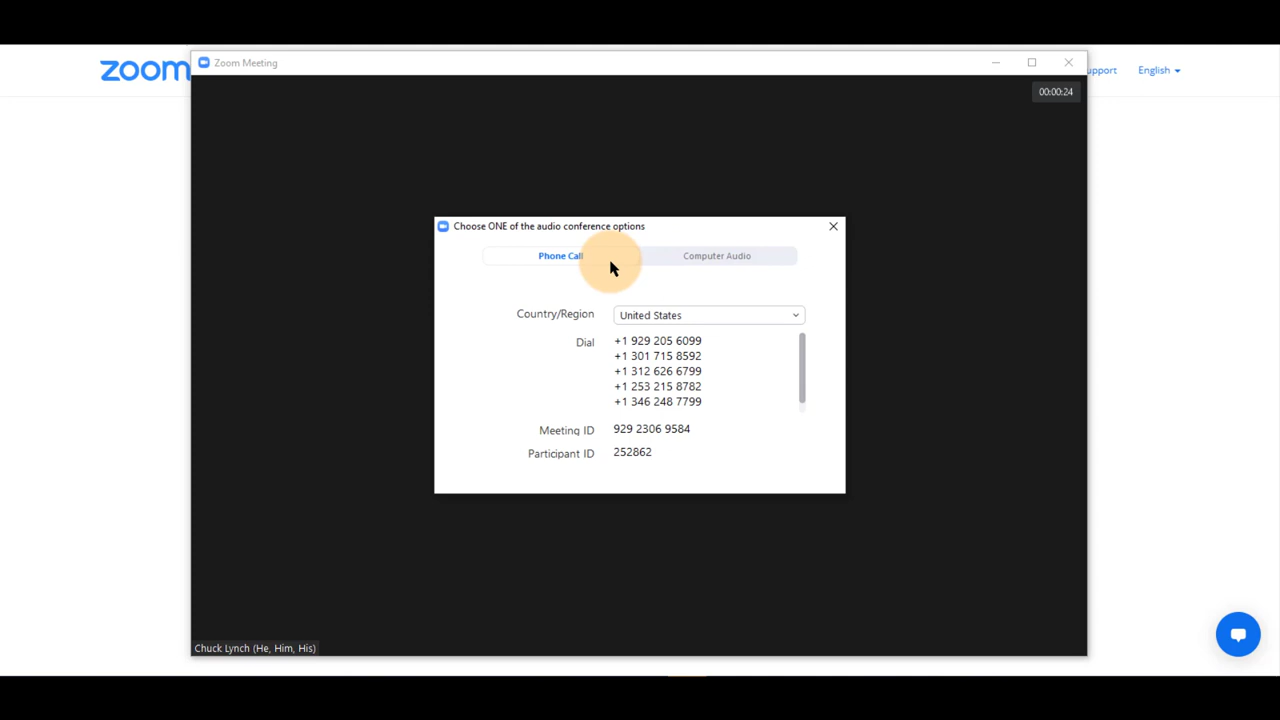 zoom
Zoom Meeting
upport
English
00:00:24
Choose ONE of the audio conference options
Phone Call
Computer Audio
Country/Region
United States
Dial
+1 929 205 6099
+1 301 715 8592
+1 312 626 6799
+1 253 215 8782
+1 346 248 7799
Meeting ID
929 2306 9584
Participant ID
252862
Chuck Lynch (He, Him, His)